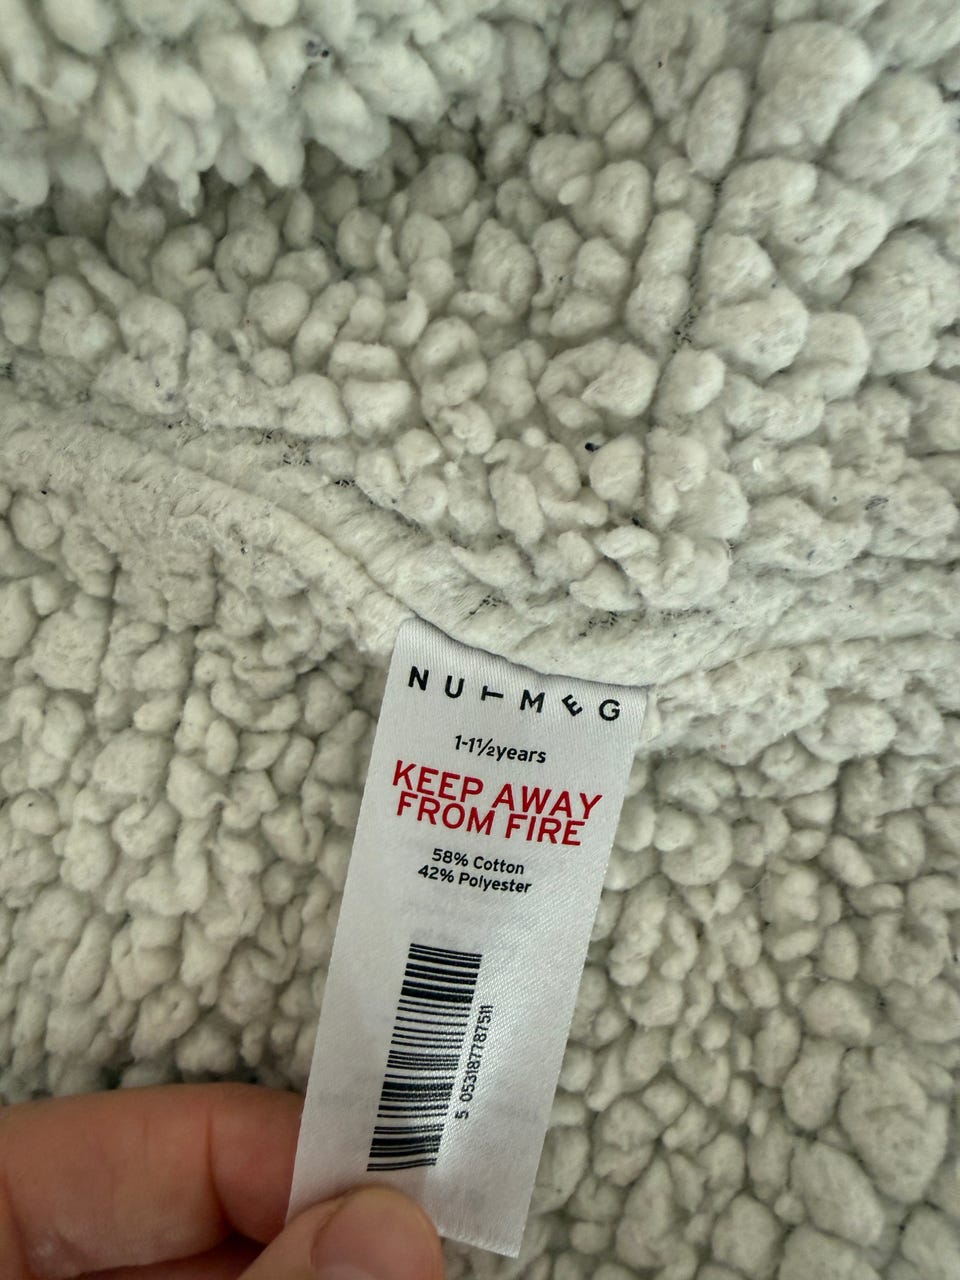 NUTMEG
1-1½years
KEEP AWAY
FROM FIRE
58% Cotton
42% Polyester
5 053187787511